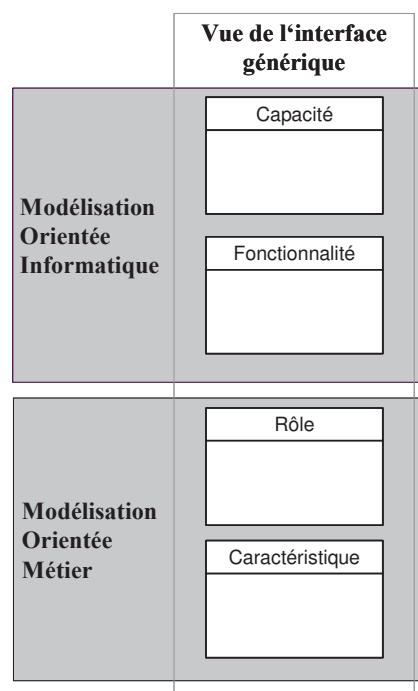 Vue de l‘interface
générique
Capacité
Modélisation
Orientée
Informatique
Fonctionnalité
Rôle
Modélisation
Orientée
Métier
Caractéristique